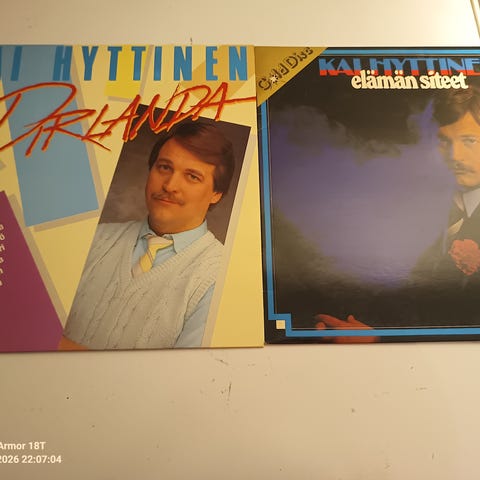 I HYTTINEN
DIRLANDA
Gold Disc
KAI HYTTINE
elämän siteet
Armor 18T
2026 22:07:04